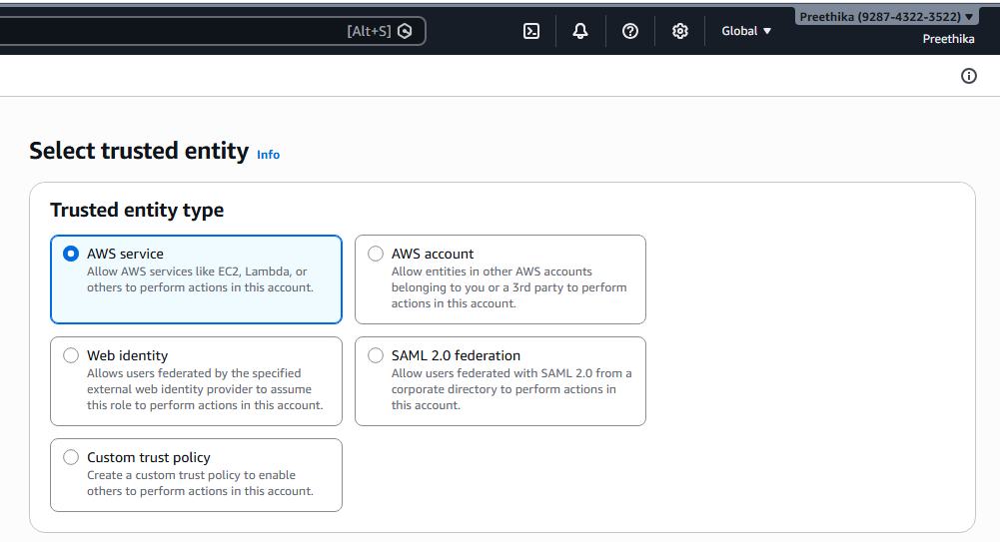 [Alt+S]
Global
Preethika (9287-4322-3522)
Preethika
Select trusted entity Info
Trusted entity type
AWS service
Allow AWS services like EC2, Lambda, or
others to perform actions in this account.
AWS account
Allow entities in other AWS accounts
belonging to you or a 3rd party to perform
actions in this account.
Web identity
Allows users federated by the specified
external web identity provider to assume
this role to perform actions in this account.
SAML 2.0 federation
Allow users federated with SAML 2.0 from a
corporate directory to perform actions in
this account.
Custom trust policy
Create a custom trust policy to enable
others to perform actions in this account.